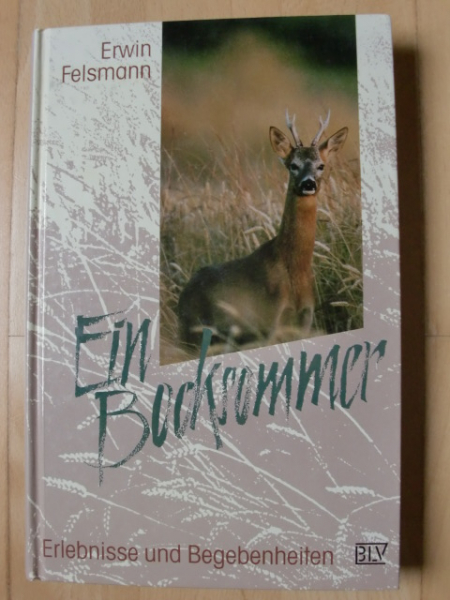 Erwin
Felsmann
Ein
Bocksommer
Erlebnisse und Begebenheiten
BLV